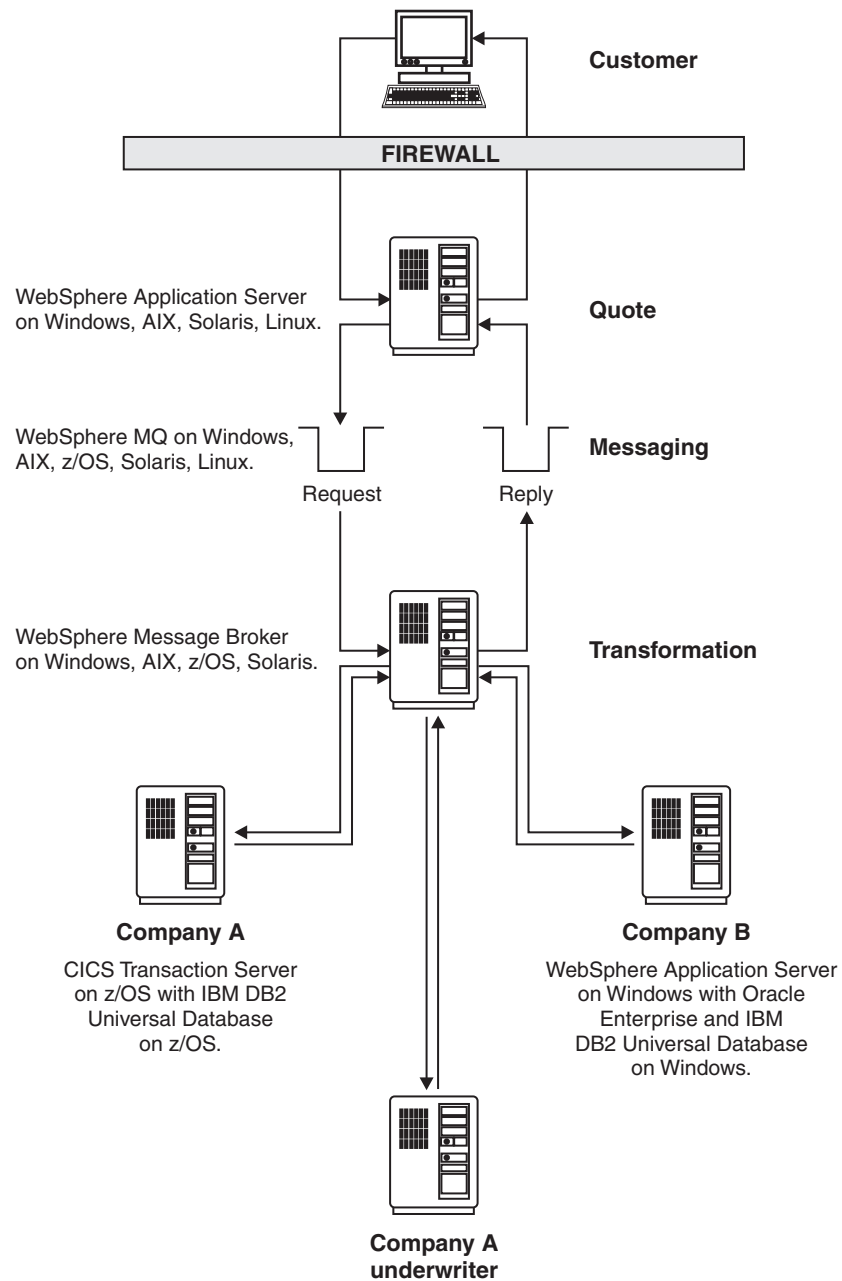 Customer
FIREWALL
WebSphere Application Server
on Windows, AIX, Solaris, Linux.
Quote
WebSphere MQ on Windows,
AIX, z/OS, Solaris, Linux.
Messaging
Request
Reply
WebSphere Message Broker
on Windows, AIX, z/OS, Solaris.
Transformation
Company A
CICS Transaction Server
on z/OS with IBM DB2
Universal Database
on z/OS.
Company B
WebSphere Application Server
on Windows with Oracle
Enterprise and IBM
DB2 Universal Database
on Windows.
Company A
underwriter